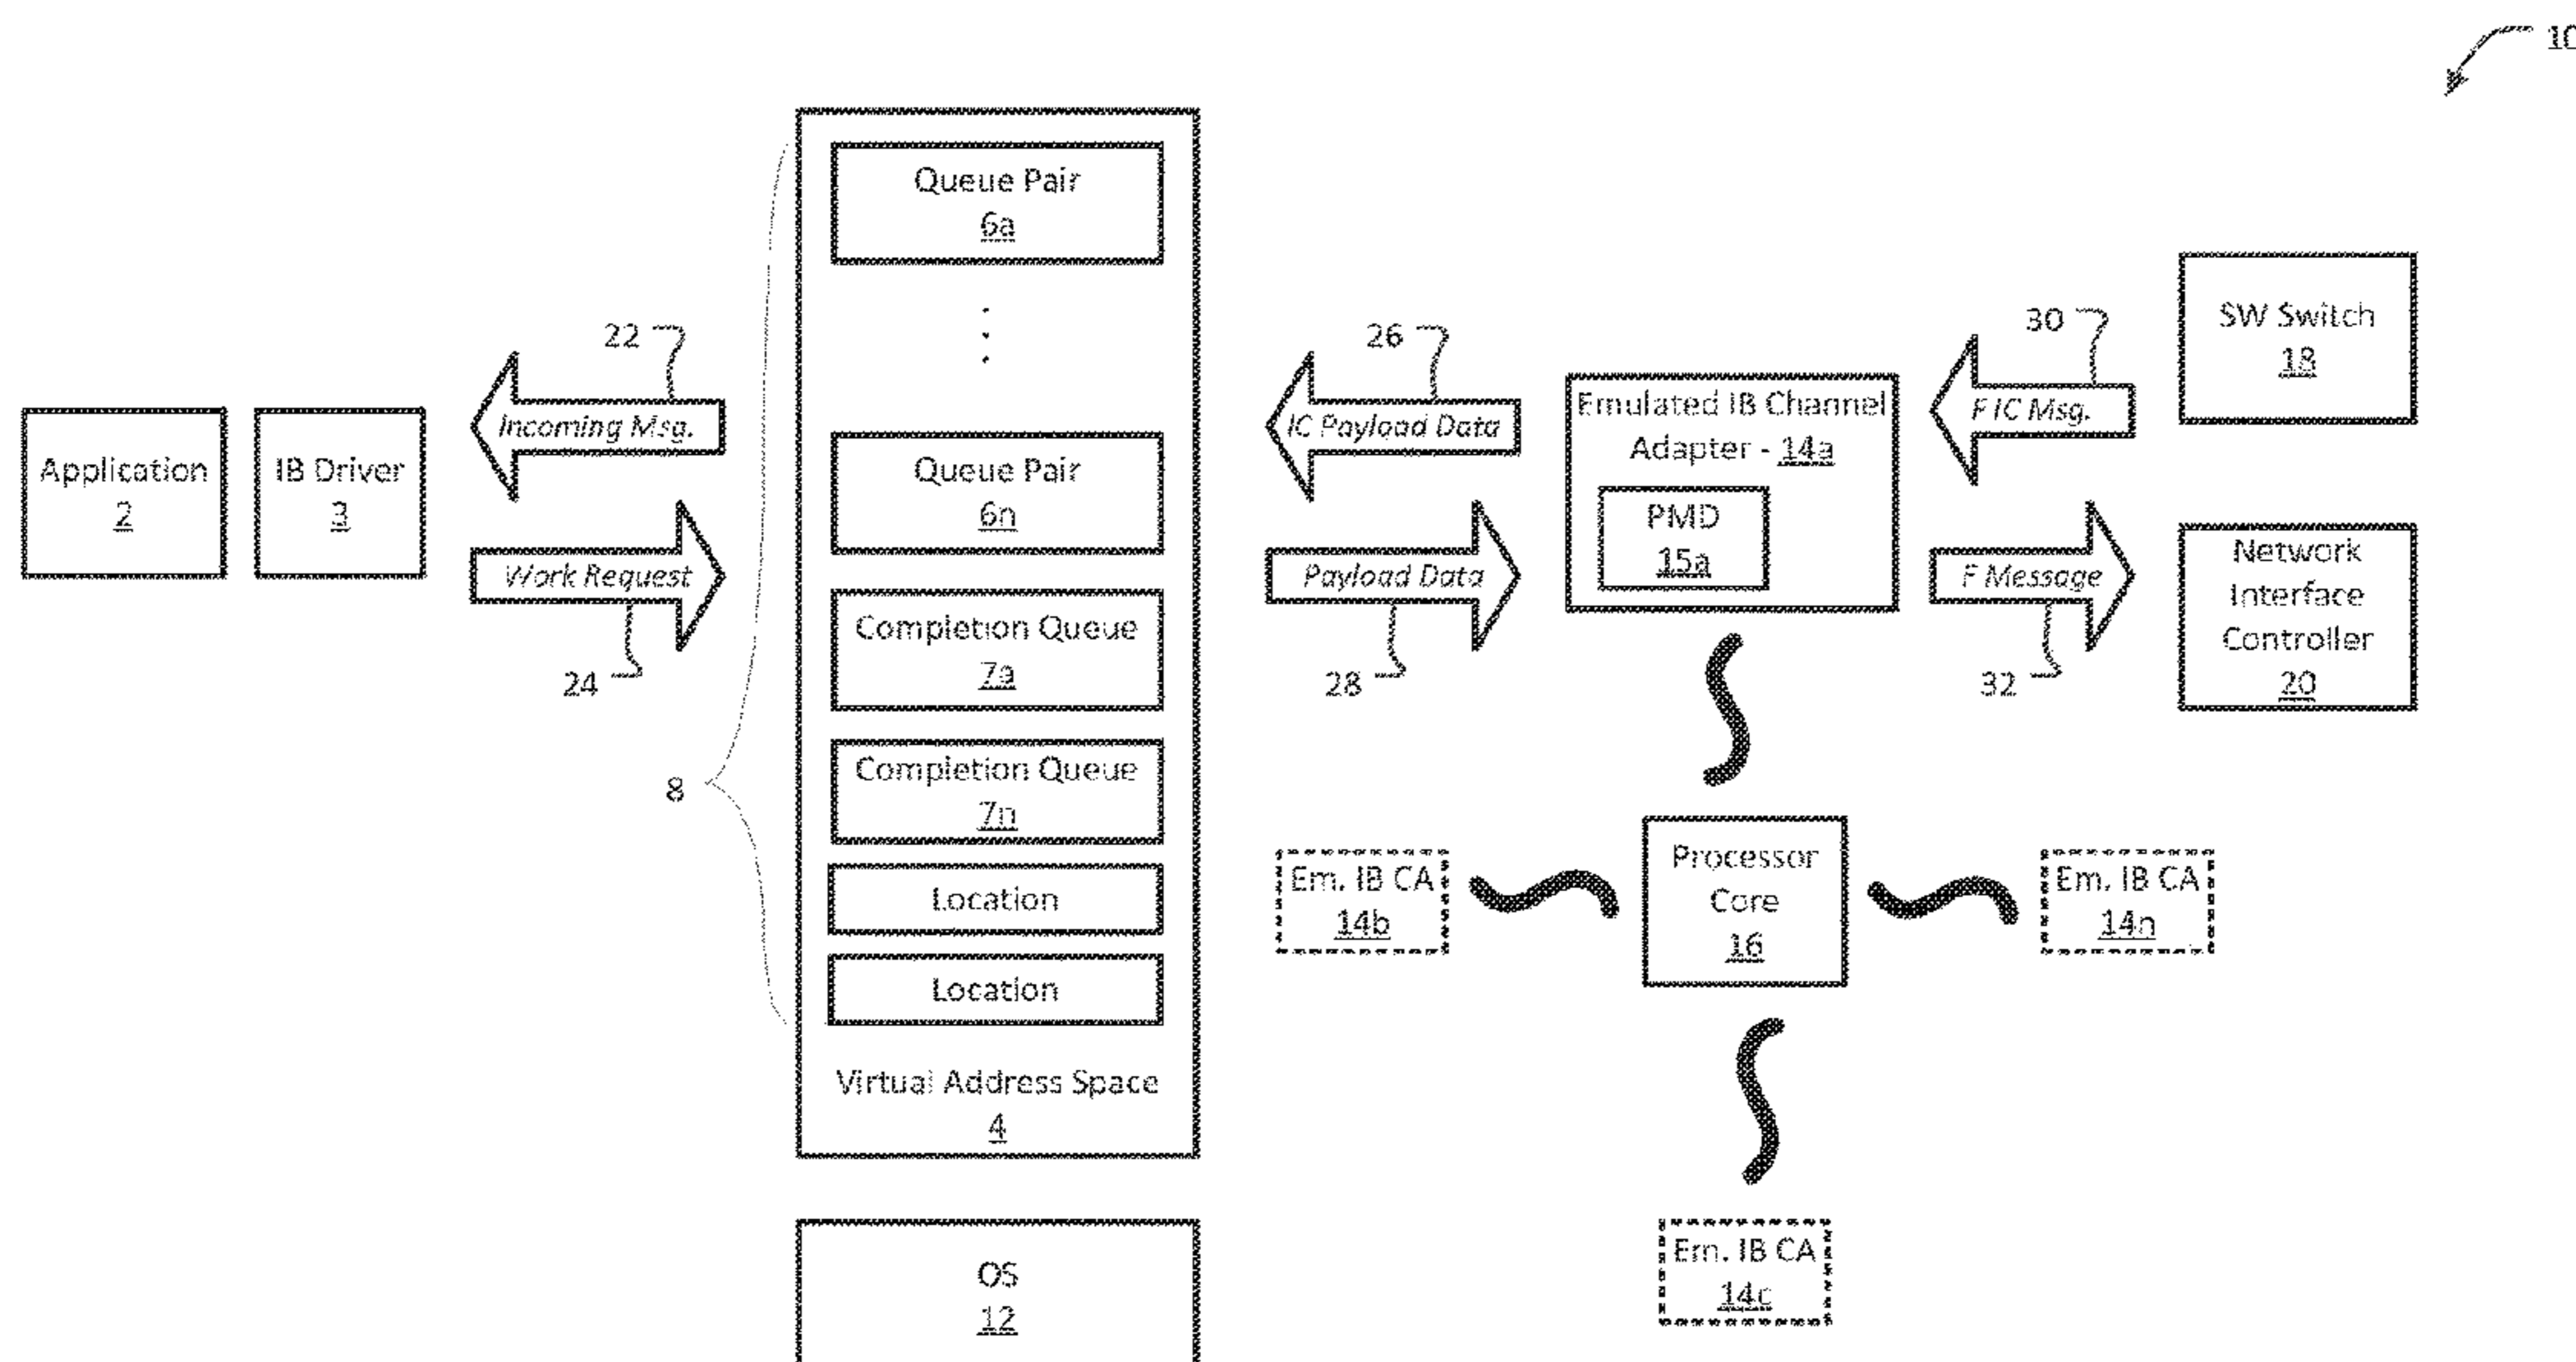 10
Queue Pair
6a
Queue Pair
6n
Completion Queue
7a
Completion Queue
7n
Location
Location
Virtual Address Space
4
8
OS
12
Application
2
IB Driver
3
22
Incoming Msg.
Work Request
24
26
IC Payload Data
Payload Data
28
Emulated IB Channel
Adapter - 14a
PMD
15a
30
F IC Msg.
F Message
32
SW Switch
18
Network
Interface
Controller
20
Em. IB CA
14b
Processor
Core
16
Em. IB CA
14n
Em. IB CA
14c